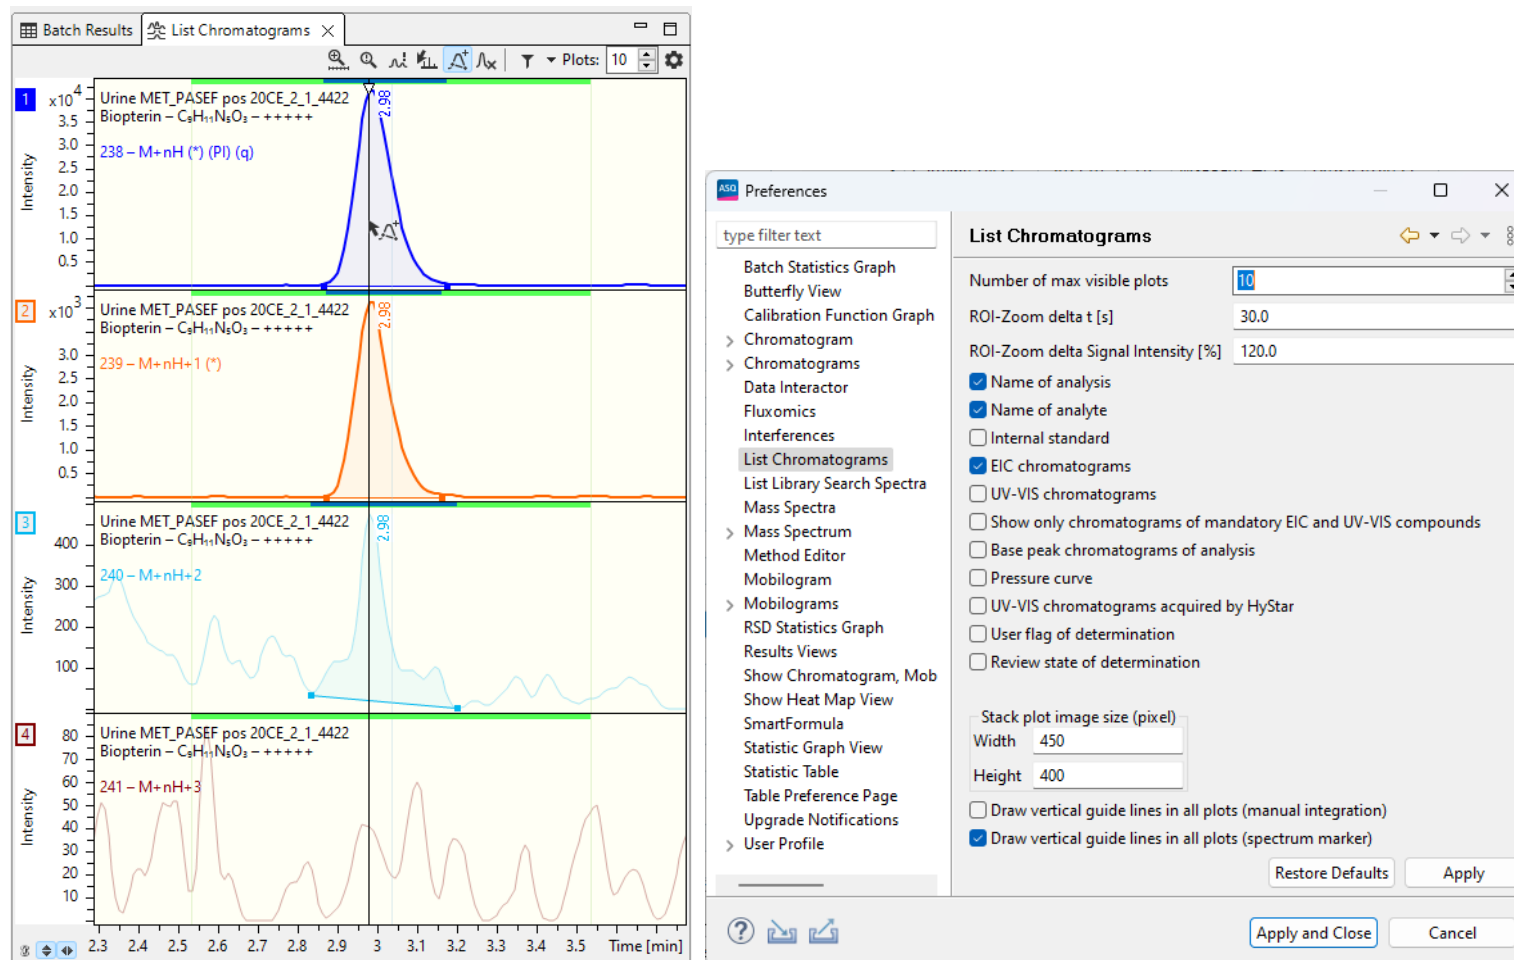 Batch Results
List Chromatograms
Plots: 10
1
x10⁴
3.5
3.0
2.5
2.0
1.5
1.0
0.5
Intensity
Urine MET_PASEF pos 20CE_2_1_4422
Biopterin – C₉H₁₁N₅O₃ – +++++
238 – M+nH (*) (PI) (q)
2.98
2
x10³
3.0
2.5
2.0
1.5
1.0
0.5
Intensity
Urine MET_PASEF pos 20CE_2_1_4422
Biopterin – C₉H₁₁N₅O₃ – +++++
239 – M+nH+1 (*)
2.98
3
400
300
200
100
Intensity
Urine MET_PASEF pos 20CE_2_1_4422
Biopterin – C₉H₁₁N₅O₃ – +++++
240 – M+nH+2
2.98
4
80
70
60
50
40
30
20
10
Intensity
Urine MET_PASEF pos 20CE_2_1_4422
Biopterin – C₉H₁₁N₅O₃ – +++++
241 – M+nH+3
2.3 2.4 2.5 2.6 2.7 2.8 2.9 3 3.1 3.2 3.3 3.4 3.5 Time [min]
ASQ Preferences
type filter text
Batch Statistics Graph
Butterfly View
Calibration Function Graph
Chromatogram
Chromatograms
Data Interactor
Fluxomics
Interferences
List Chromatograms
List Library Search Spectra
Mass Spectra
Mass Spectrum
Method Editor
Mobilogram
Mobilograms
RSD Statistics Graph
Results Views
Show Chromatogram, Mob
Show Heat Map View
SmartFormula
Statistic Graph View
Statistic Table
Table Preference Page
Upgrade Notifications
User Profile
List Chromatograms
Number of max visible plots 10
ROI-Zoom delta t [s] 30.0
ROI-Zoom delta Signal Intensity [%] 120.0
Name of analysis
Name of analyte
Internal standard
EIC chromatograms
UV-VIS chromatograms
Show only chromatograms of mandatory EIC and UV-VIS compounds
Base peak chromatograms of analysis
Pressure curve
UV-VIS chromatograms acquired by HyStar
User flag of determination
Review state of determination
Stack plot image size (pixel)
Width 450
Height 400
Draw vertical guide lines in all plots (manual integration)
Draw vertical guide lines in all plots (spectrum marker)
Restore Defaults Apply
Apply and Close Cancel